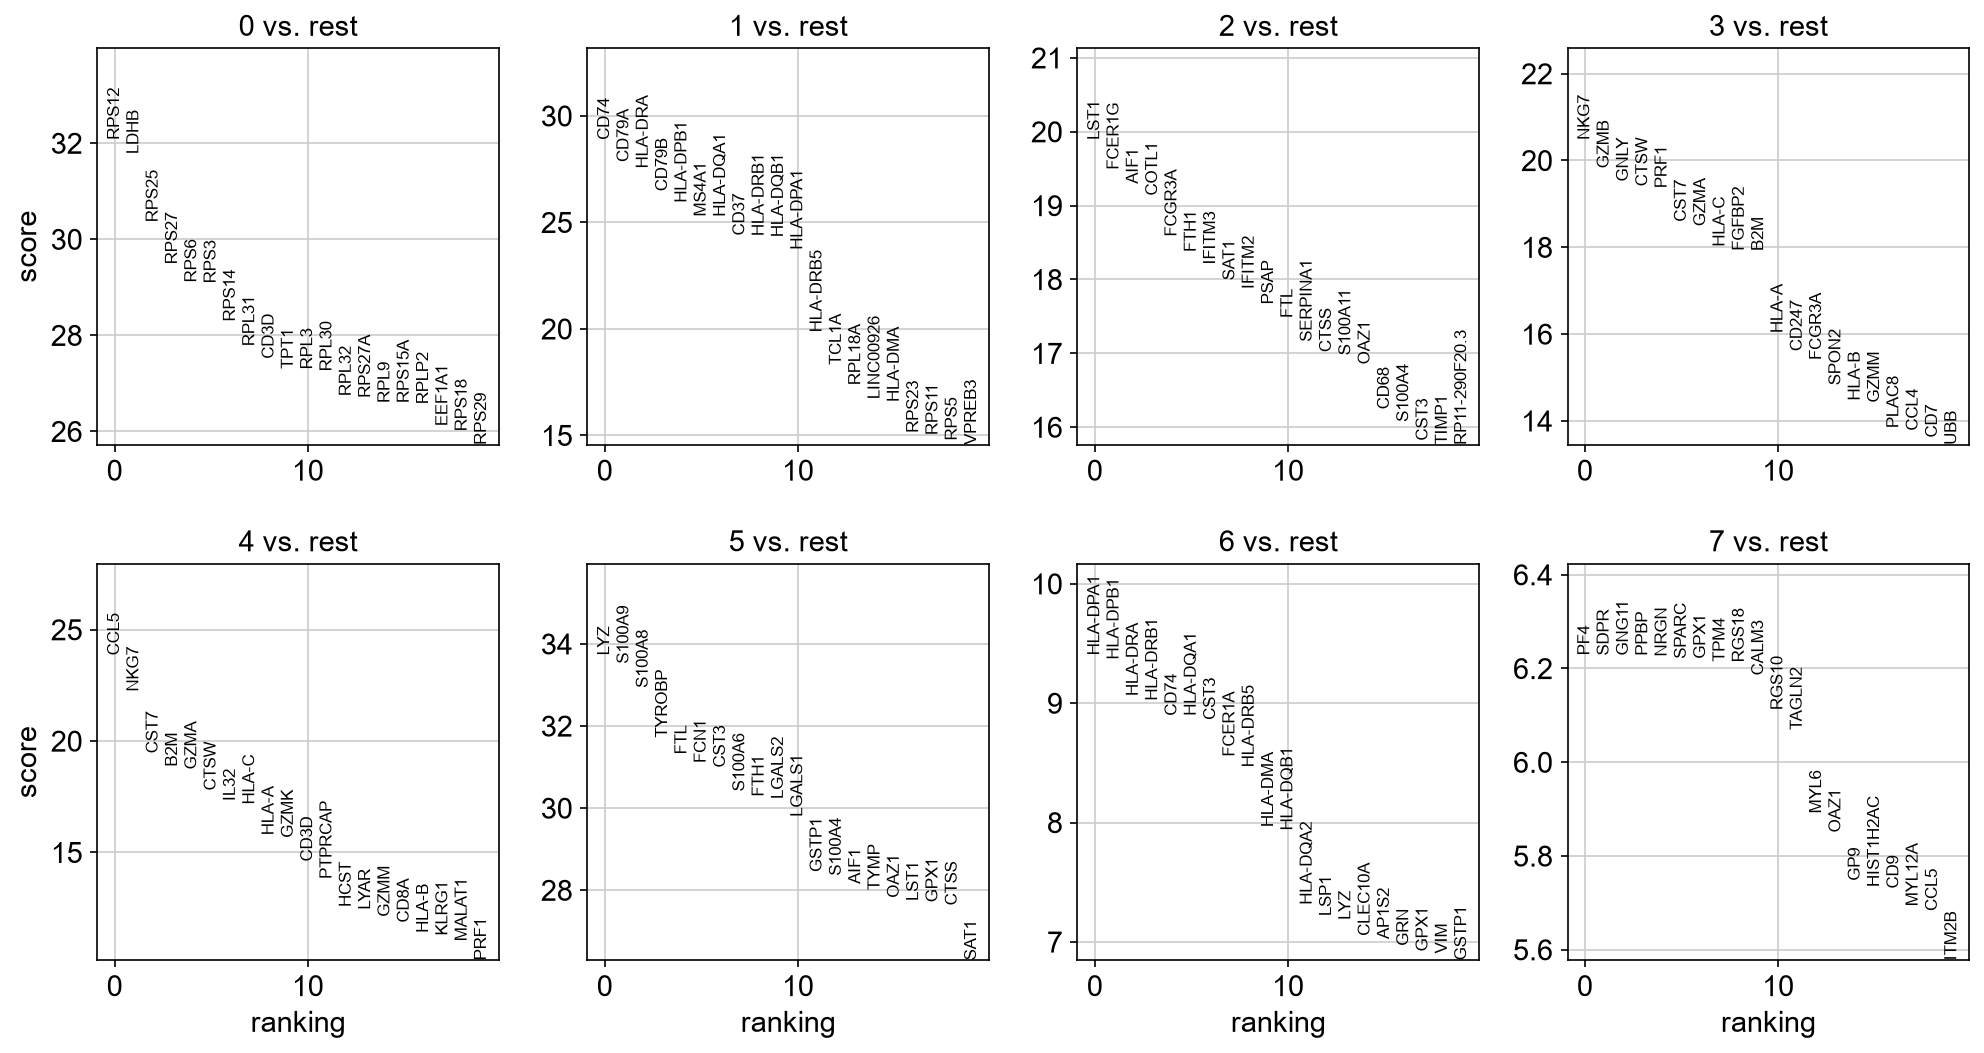 0 vs. rest
1 vs. rest
2 vs. rest
3 vs. rest
score
32
30
28
26
RPS12
LDHB
RPS25
RPS27
RPS6
RPS3
RPS14
RPL31
CD3D
TPT1
RPL3
RPL30
RPL32
RPS27A
RPL9
RPS15A
RPLP2
EEF1A1
RPS18
RPS29
0
10
30
25
20
15
CD74
CD79A
HLA-DRA
CD79B
HLA-DPB1
MS4A1
HLA-DQA1
CD37
HLA-DRB1
HLA-DQB1
HLA-DPA1
HLA-DRB5
TCL1A
RPL18A
LINC00926
HLA-DMA
RPS23
RPS11
RPS5
VPREB3
0
10
21
20
19
18
17
16
LST1
FCER1G
AIF1
COTL1
FCGR3A
FTH1
IFITM3
SAT1
IFITM2
PSAP
FTL
SERPINA1
CTSS
S100A11
OAZ1
CD68
S100A4
CST3
TIMP1
RP11-290F20.3
0
10
22
20
18
16
14
NKG7
GZMB
GNLY
CTSW
PRF1
CST7
GZMA
HLA-C
FGFBP2
B2M
HLA-A
CD247
FCGR3A
SPON2
HLA-B
GZMM
PLAC8
CCL4
CD7
UBB
0
10
4 vs. rest
5 vs. rest
6 vs. rest
7 vs. rest
score
25
20
15
CCL5
NKG7
CST7
B2M
GZMA
CTSW
IL32
HLA-C
HLA-A
GZMK
CD3D
PTPRCAP
HCST
LYAR
GZMM
CD8A
HLA-B
KLRG1
MALAT1
PRF1
0
10
ranking
34
32
30
28
LYZ
S100A9
S100A8
TYROBP
FTL
FCN1
CST3
S100A6
FTH1
LGALS2
LGALS1
GSTP1
S100A4
AIF1
TYMP
OAZ1
LST1
GPX1
CTSS
SAT1
0
10
ranking
10
9
8
7
HLA-DPA1
HLA-DPB1
HLA-DRA
HLA-DRB1
CD74
HLA-DQA1
CST3
FCER1A
HLA-DRB5
HLA-DMA
HLA-DQB1
HLA-DQA2
LSP1
LYZ
CLEC10A
AP1S2
GRN
GPX1
VIM
GSTP1
0
10
ranking
6.4
6.2
6.0
5.8
5.6
PF4
SDPR
GNG11
PPBP
NRGN
SPARC
GPX1
TPM4
RGS18
CALM3
RGS10
TAGLN2
MYL6
OAZ1
GP9
HIST1H2AC
CD9
MYL12A
CCL5
ITM2B
0
10
ranking